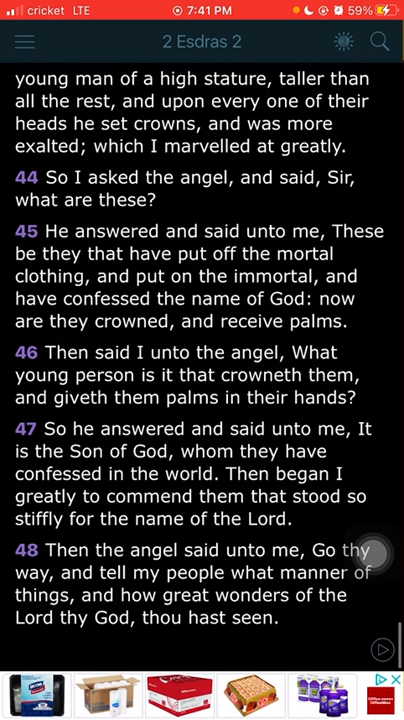 cricket LTE 7:41 PM 59%
2 Esdras 2
young man of a high stature, taller than
all the rest, and upon every one of their
heads he set crowns, and was more
exalted; which I marvelled at greatly.
44 So I asked the angel, and said, Sir,
what are these?
45 He answered and said unto me, These
be they that have put off the mortal
clothing, and put on the immortal, and
have confessed the name of God: now
are they crowned, and receive palms.
46 Then said I unto the angel, What
young person is it that crowneth them,
and giveth them palms in their hands?
47 So he answered and said unto me, It
is the Son of God, whom they have
confessed in the world. Then began I
greatly to commend them that stood so
stiffly for the name of the Lord.
48 Then the angel said unto me, Go thy
way, and tell my people what manner of
things, and how great wonders of the
Lord thy God, thou hast seen.